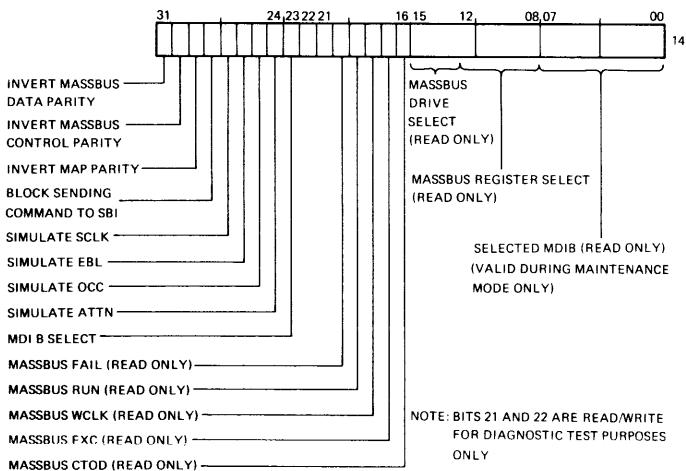 31 24 23 22 21 16 15 12 08,07 00
14
INVERT MASSBUS
DATA PARITY
INVERT MASSBUS
CONTROL PARITY
INVERT MAP PARITY
BLOCK SENDING
COMMAND TO SBI
SIMULATE SCLK
SIMULATE EBL
SIMULATE OCC
SIMULATE ATTN
MDI B SELECT
MASSBUS FAIL (READ ONLY)
MASSBUS RUN (READ ONLY)
MASSBUS WCLK (READ ONLY)
MASSBUS EXC (READ ONLY)
MASSBUS CTOD (READ ONLY)
MASSBUS
DRIVE
SELECT
(READ ONLY)
MASSBUS REGISTER SELECT
(READ ONLY)
SELECTED MDIB (READ ONLY)
(VALID DURING MAINTENANCE
MODE ONLY)
NOTE: BITS 21 AND 22 ARE READ/WRITE
FOR DIAGNOSTIC TEST PURPOSES
ONLY